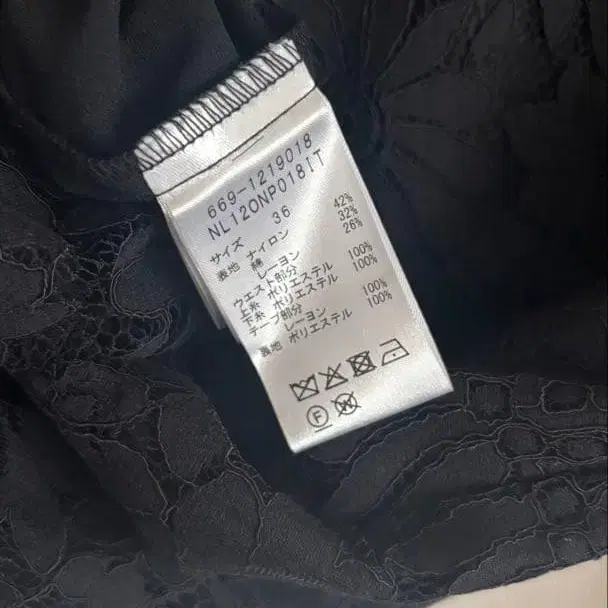 669-1219018
NL120NP018IT
サイズ 36
表地 ナイロン 42%
綿 32%
レーヨン 26%
ウエスト部分
上糸 ポリエステル 100%
下糸 ポリエステル 100%
テープ部分
レーヨン 100%
裏地 ポリエステル 100%
F W